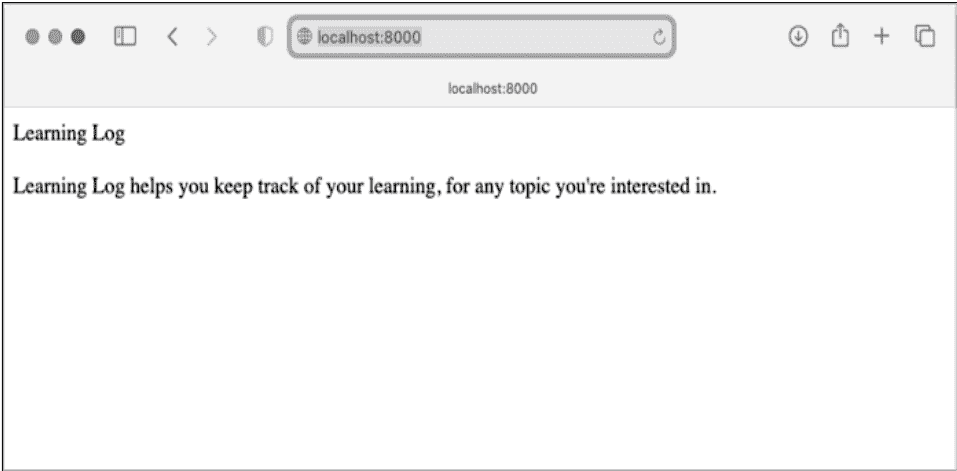 localhost:8000
localhost:8000
Learning Log
Learning Log helps you keep track of your learning, for any topic you're interested in.